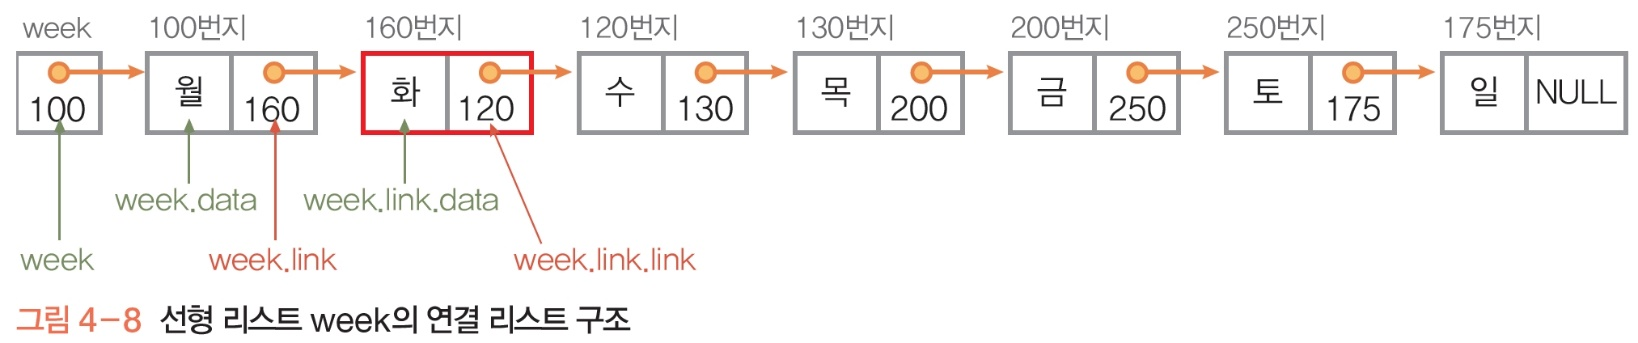 week 100번지 160번지 120번지 130번지 200번지 250번지 175번지
월 화 수 목 금 토 일 NULL
100 160 120 130 200 250 175
week.data week.link.data
week week.link week.link.link
그림 4-8 선형 리스트 week의 연결 리스트 구조